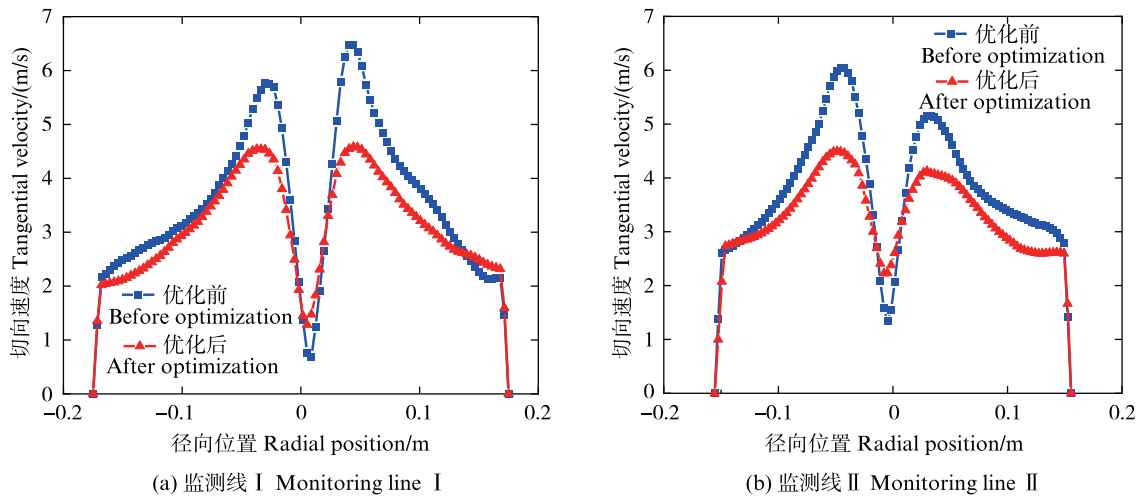 7
6
5
4
3
2
1
0
切向速度 Tangential velocity/(m/s)
优化前
Before optimization
优化后
After optimization
−0.2
−0.1
0
0.1
0.2
径向位置 Radial position/m
(a) 监测线Ⅰ Monitoring line Ⅰ
7
6
5
4
3
2
1
0
切向速度 Tangential velocity/(m/s)
优化前
Before optimization
优化后
After optimization
−0.2
−0.1
0
0.1
0.2
径向位置 Radial position/m
(b) 监测线Ⅱ Monitoring line Ⅱ